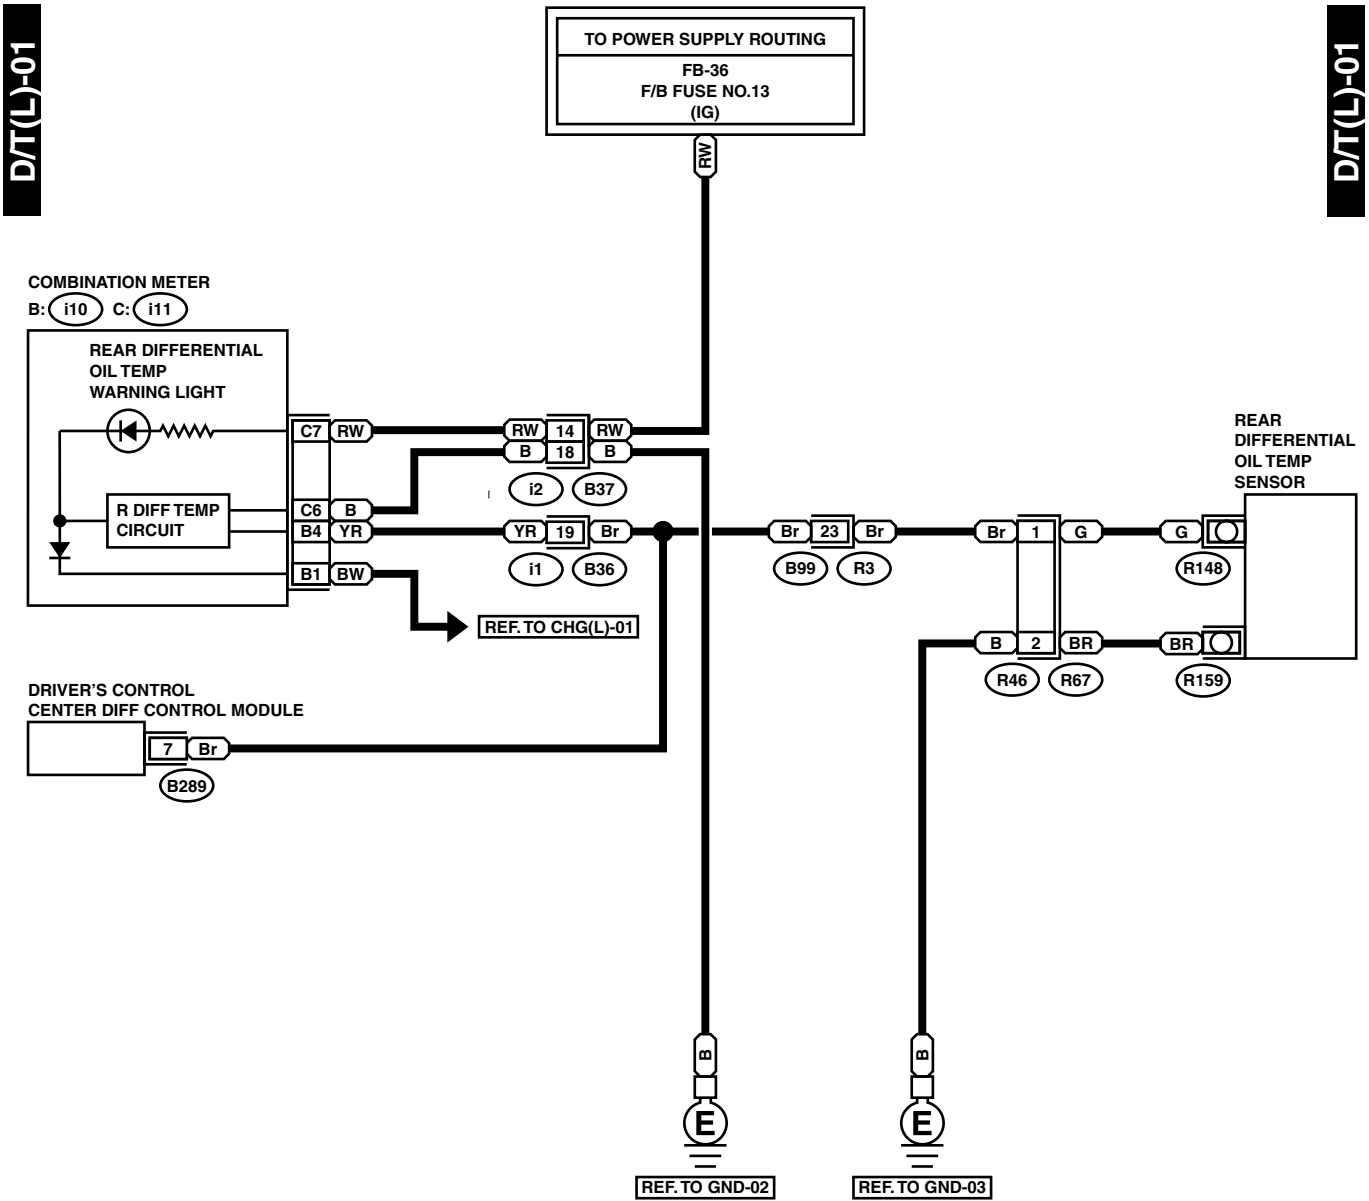 D/T(L)-01
D/T(L)-01
TO POWER SUPPLY ROUTING
FB-36
F/B FUSE NO.13
(IG)
RW
COMBINATION METER
B: i10 C: i11
REAR DIFFERENTIAL
OIL TEMP
WARNING LIGHT
R DIFF TEMP
CIRCUIT
C7 RW
RW 14 RW
B 18 B
i2 B37
C6 B
B4 YR
YR 19 Br
i1 B36
B1 BW
REF. TO CHG(L)-01
Br 23 Br
B99 R3
Br 1 G
G
R148
B 2 BR
BR
R46 R67
R159
REAR
DIFFERENTIAL
OIL TEMP
SENSOR
DRIVER'S CONTROL
CENTER DIFF CONTROL MODULE
7 Br
B289
B
E
REF. TO GND-02
B
E
REF. TO GND-03